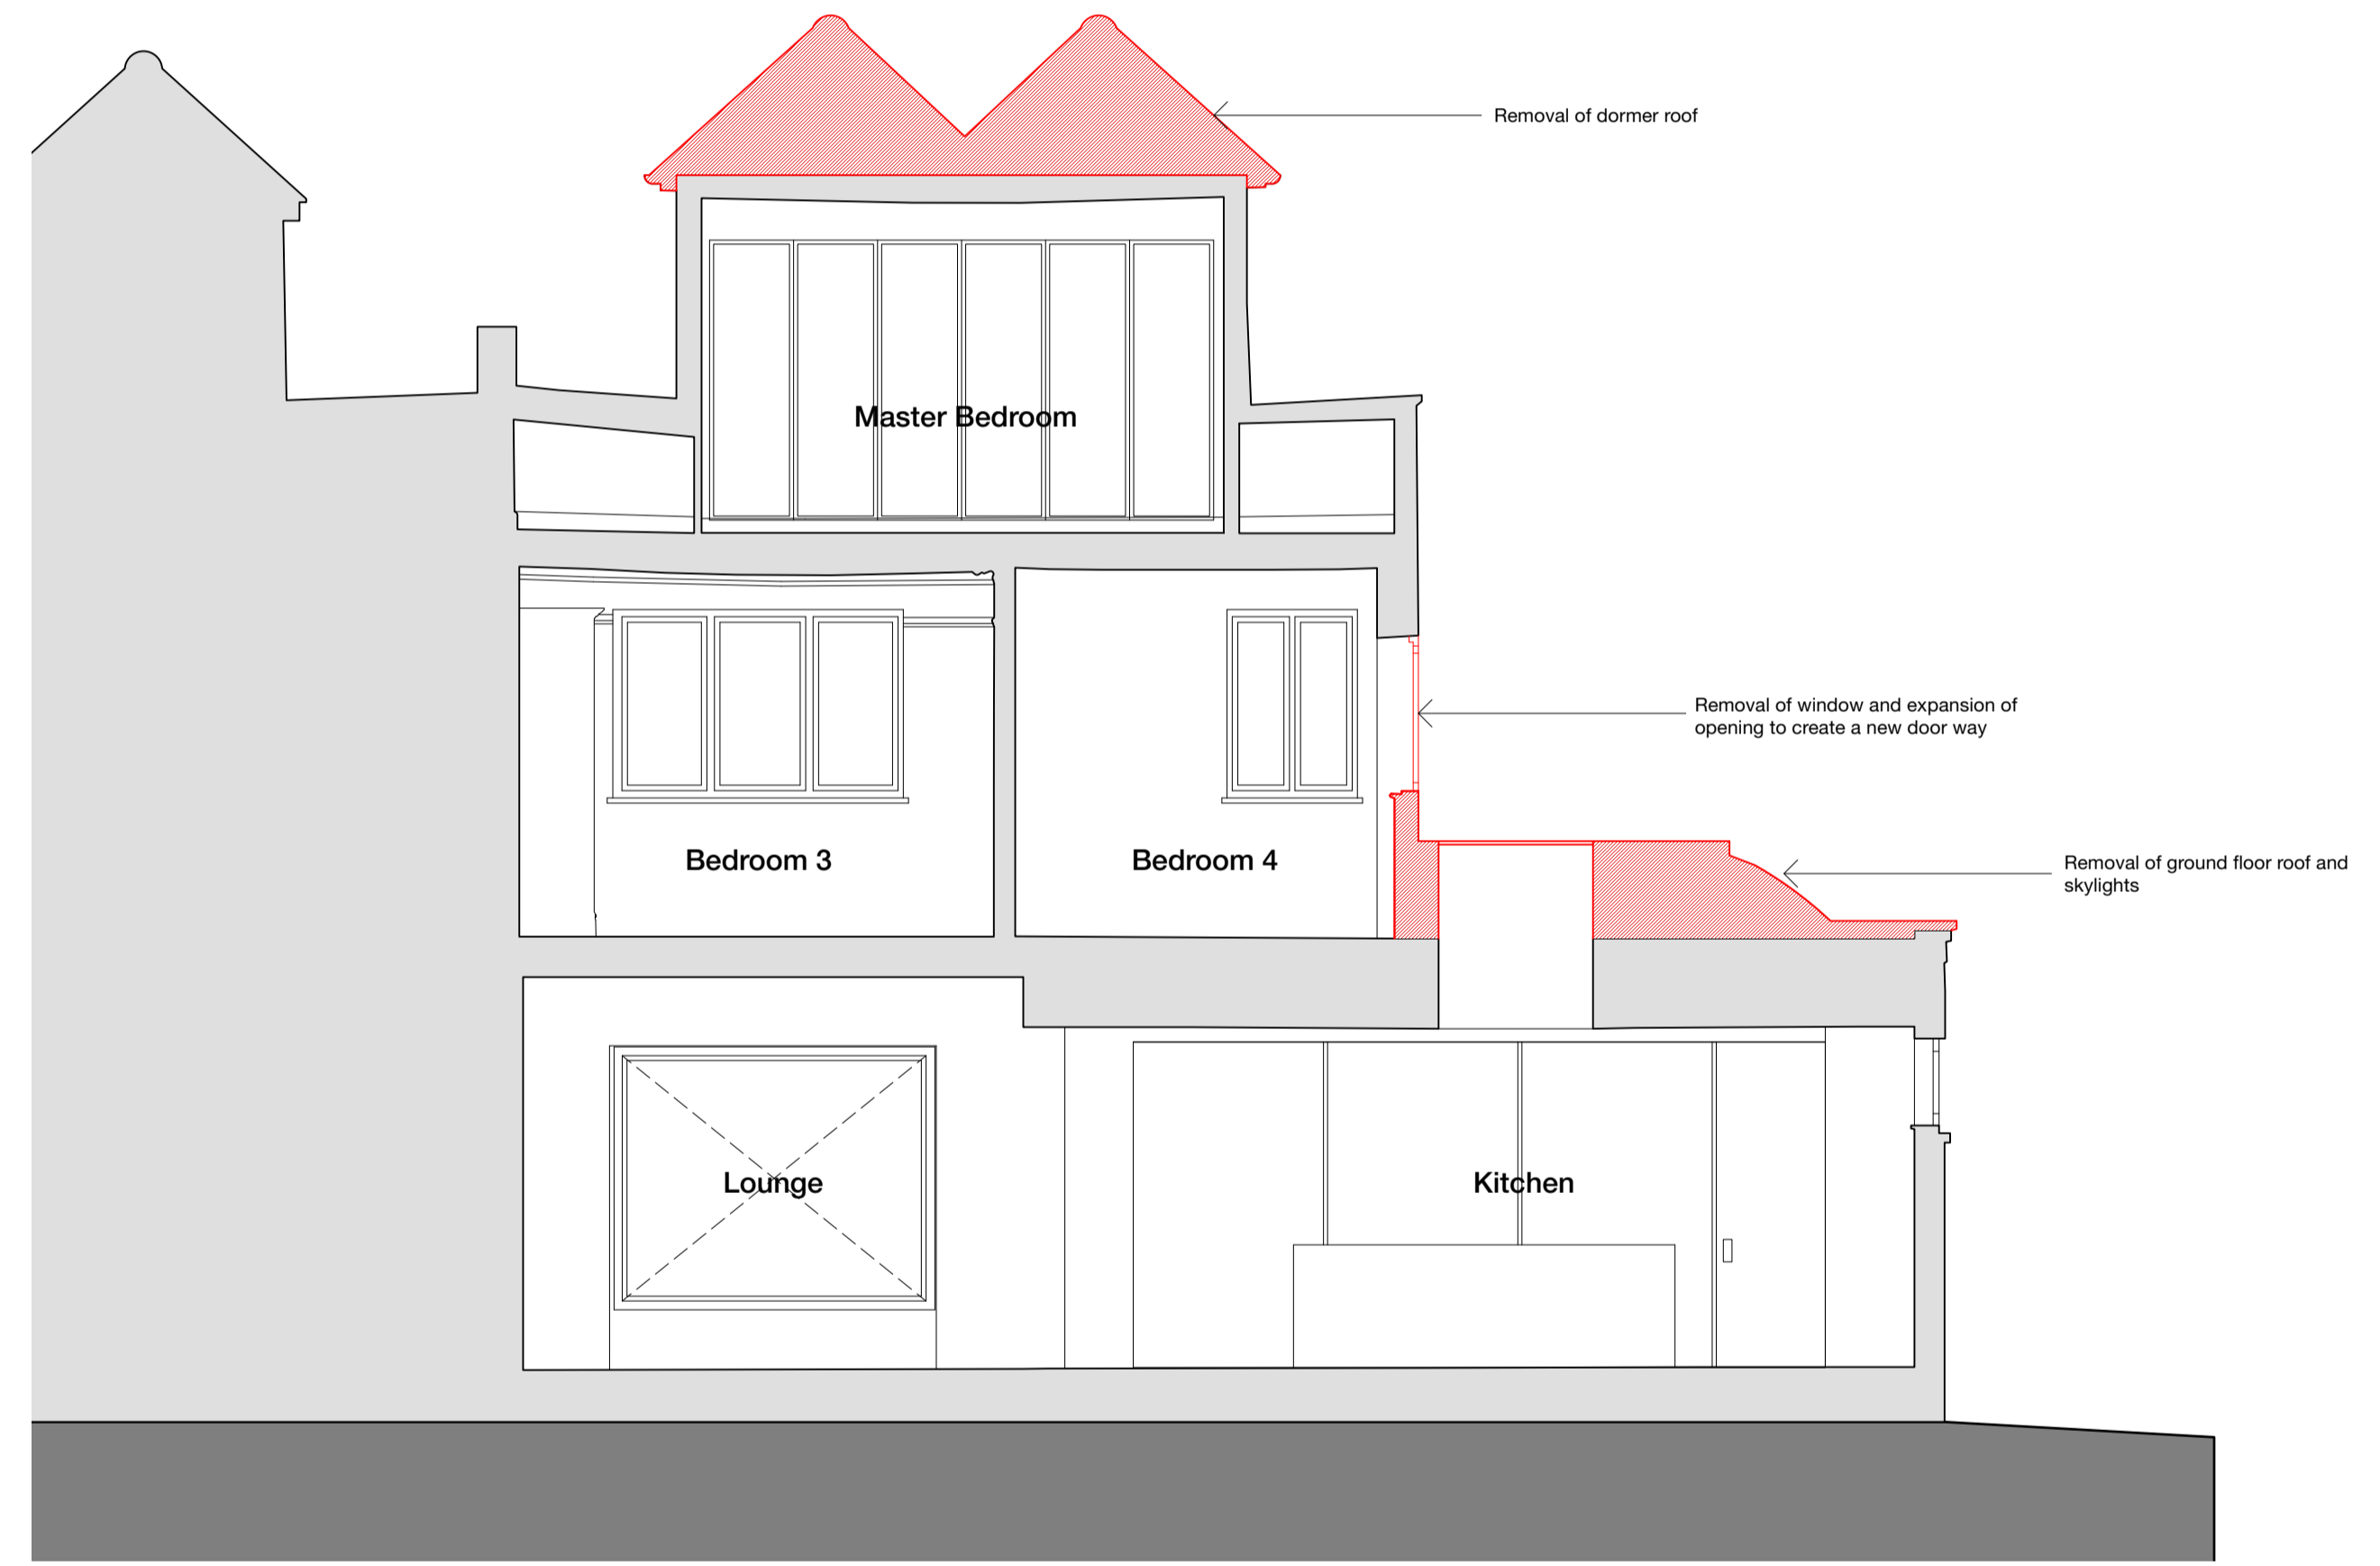 Removal of dormer roof
Master Bedroom
Removal of window and expansion of
opening to create a new door way
Bedroom 3
Bedroom 4
Removal of ground floor roof and
skylights
Lounge
Kitchen